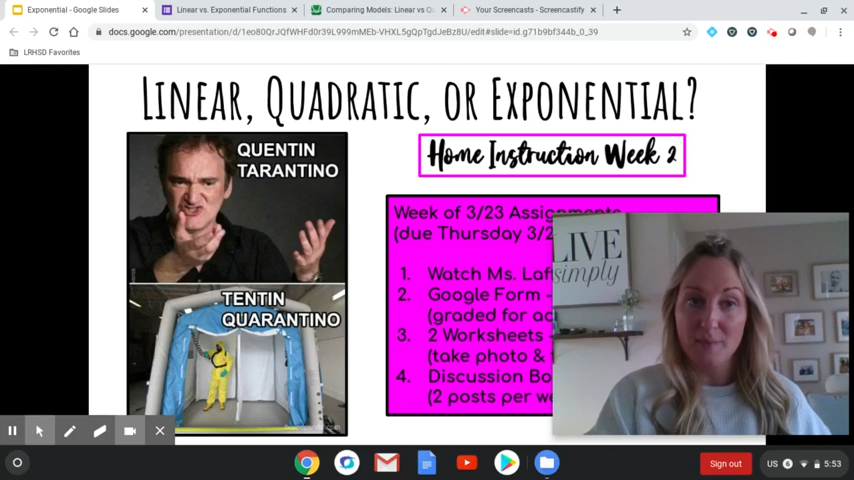 Exponential - Google Slides
Linear vs. Exponential Functions
Comparing Models: Linear vs
Your Screencasts - Screencastify
docs.google.com/presentation/d/1eo80QrJQfWHFd0r39L999mMEb-VHXL5gQpTgdJeBz8U/edit#slide=id.g71b9bf344b_0_39
LRHSD Favorites
LINEAR, QUADRATIC, OR EXPONENTIAL?
QUENTIN
TARANTINO
Home Instruction Week 2
Week of 3/23 Assignments
(due Thursday 3/2
LIVE
simply
1. Watch Ms. Laf
2. Google Form -
(graded for ac
3. 2 Worksheets -
(take photo &
4. Discussion Bo
(2 posts per we
TENTIN
QUARANTINO
Sign out
US
6
5:53